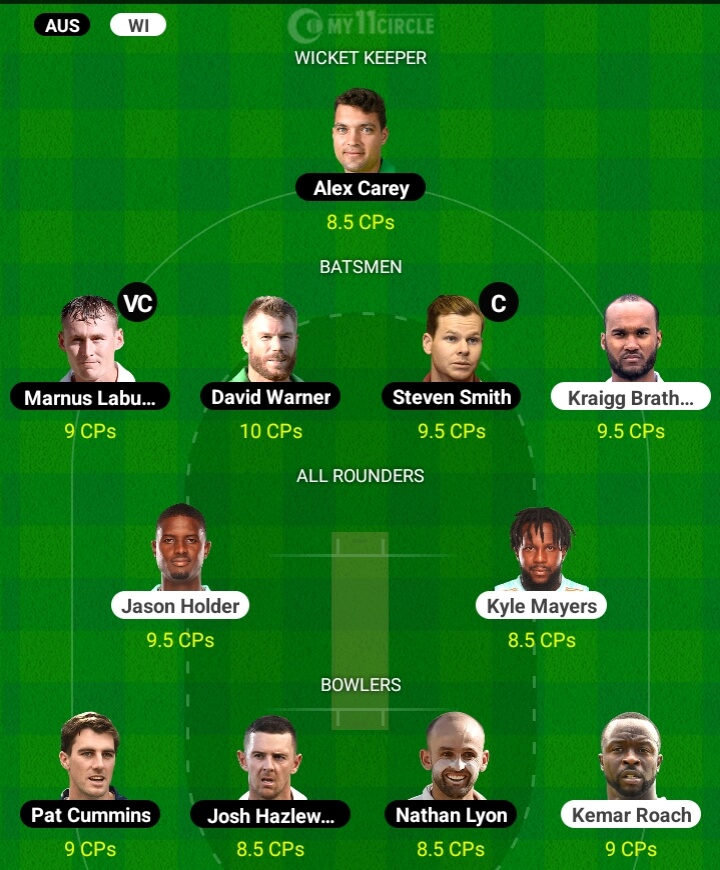 AUS WI
MY11CIRCLE
WICKET KEEPER
Alex Carey
8.5 CPs
BATSMEN
VC C
Marnus Labu... David Warner Steven Smith Kraigg Brath...
9 CPs 10 CPs 9.5 CPs 9.5 CPs
ALL ROUNDERS
Jason Holder Kyle Mayers
9.5 CPs 8.5 CPs
BOWLERS
Pat Cummins Josh Hazlew... Nathan Lyon Kemar Roach
9 CPs 8.5 CPs 8.5 CPs 9 CPs